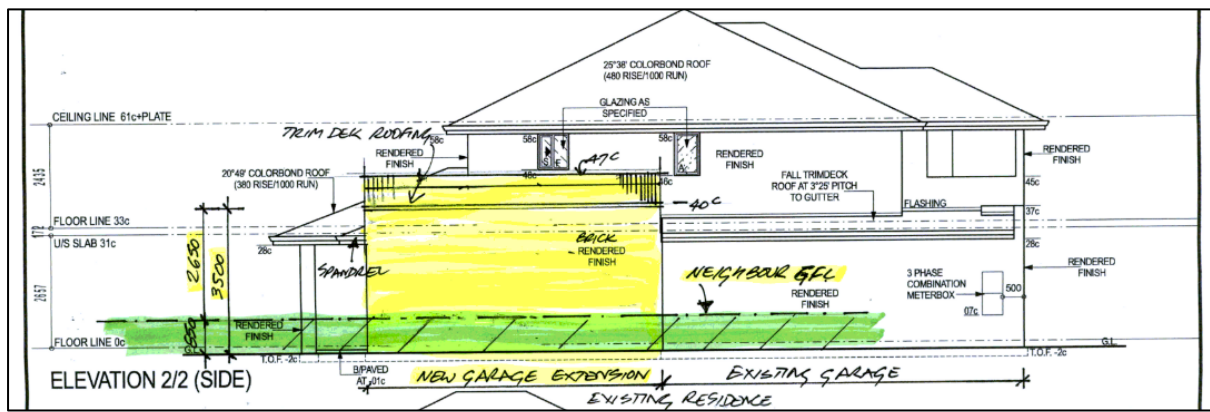 25°38' COLORBOND ROOF
(480 RISE/1000 RUN)
GLAZING AS
SPECIFIED
CEILING LINE 61c+PLATE
TRIM DEK ROOFING
58c
58c
58c
RENDERED
FINISH
47c
RENDERED
FINISH
RENDERED
FINISH
20°49' COLORBOND ROOF
(380 RISE/1000 RUN)
46c
46c
FALL TRIMDECK
ROOF AT 3°25' PITCH
TO GUTTER
45c
2435
40c
FLASHING
37c
FLOOR LINE 33c
172
U/S SLAB 31c
28c
28c
BRICK
RENDERED
FINISH
SPANDREL
2650
3500
2657
NEIGHBOUR GFL
RENDERED
FINISH
3 PHASE
COMBINATION
METERBOX
500
RENDERED
FINISH
07c
RENDERED
FINISH
FLOOR LINE 0c
G.L
T.O.F. -2c
T.O.F. -2c
B/PAVED
AT -01c
ELEVATION 2/2 (SIDE)
NEW GARAGE EXTENSION
EXISTING GARAGE
EXISTING RESIDENCE